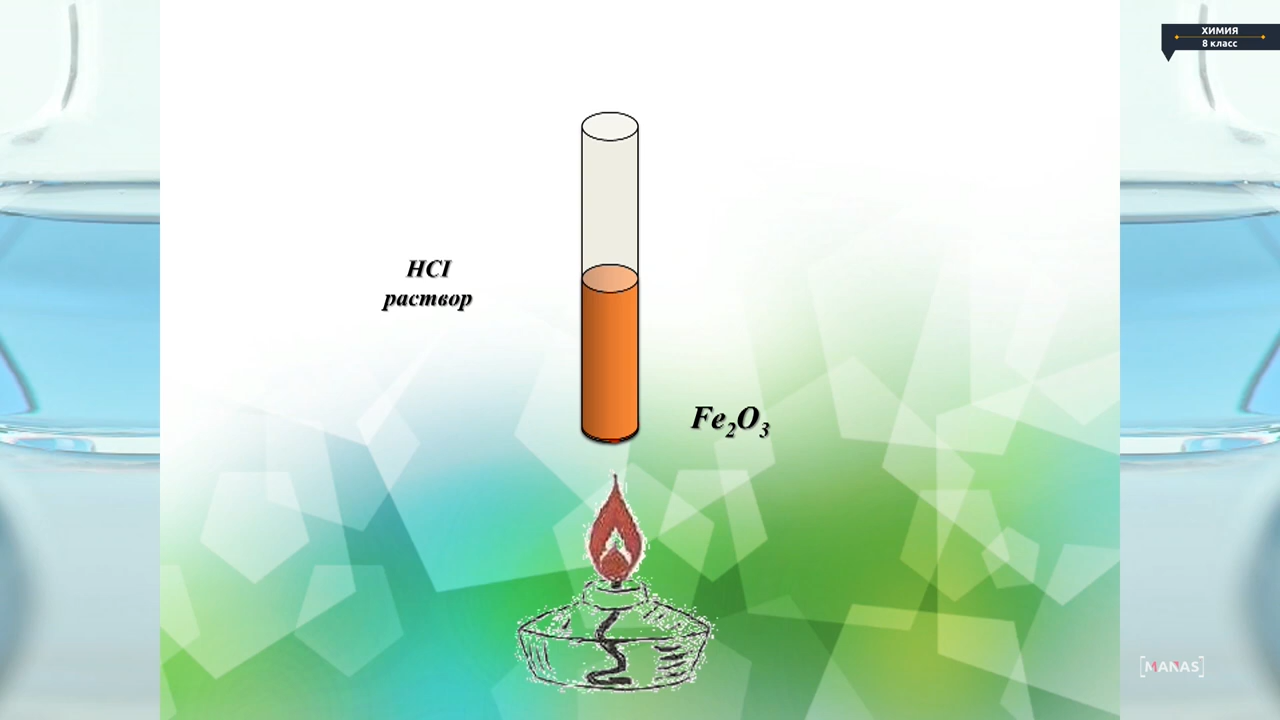 ХИМИЯ
8 класс
HCl
раствор
Fe₂O₃
[MANAS]